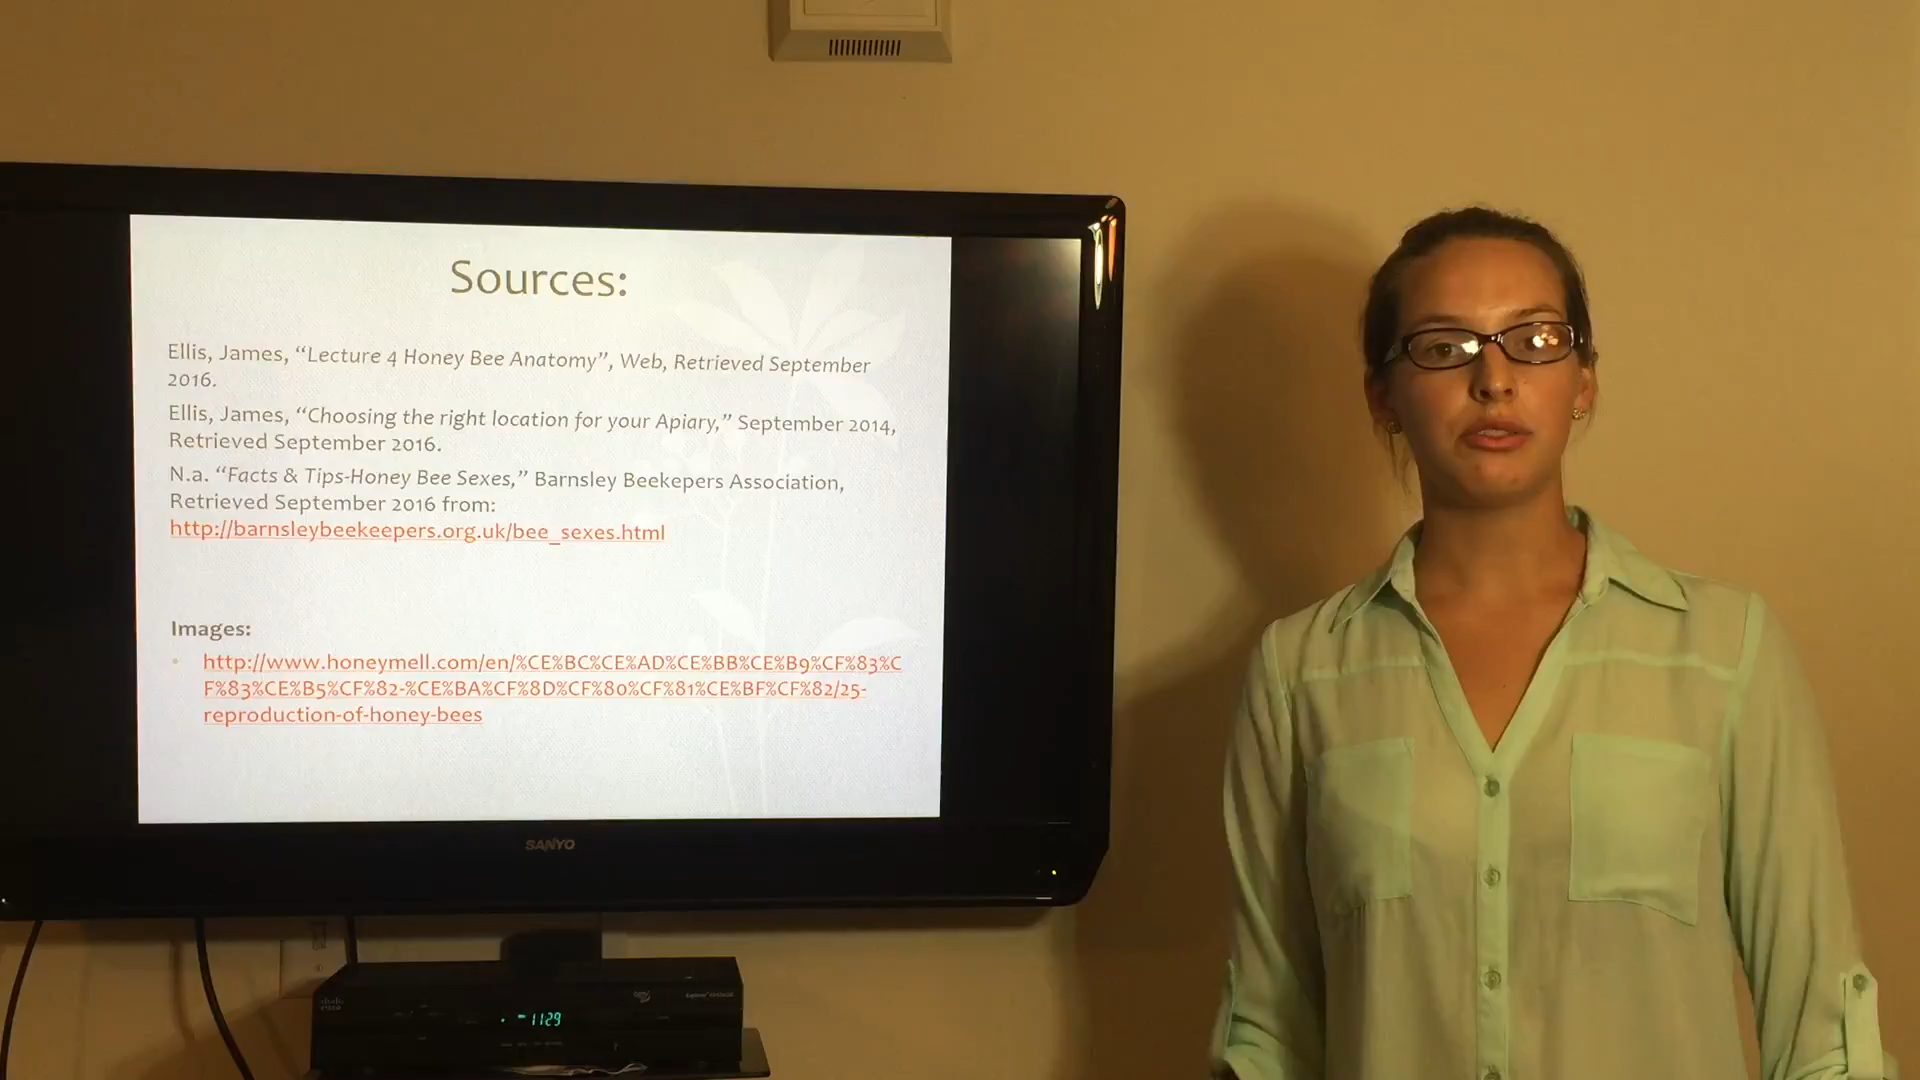 Sources:
Ellis, James, “Lecture 4 Honey Bee Anatomy”, Web, Retrieved September
2016.
Ellis, James, “Choosing the right location for your Apiary,” September 2014,
Retrieved September 2016.
N.a. “Facts & Tips-Honey Bee Sexes,” Barnsley Beekepers Association,
Retrieved September 2016 from:
http://barnsleybeekeepers.org.uk/bee_sexes.html
Images:
http://www.honeymell.com/en/%CE%BC%CE%AD%CE%BB%CE%B9%CF%83%C
F%83%CE%B5%CF%82-%CE%BA%CF%8D%CF%80%CF%81%CE%BF%CF%82/25-
reproduction-of-honey-bees
SANYO
1129